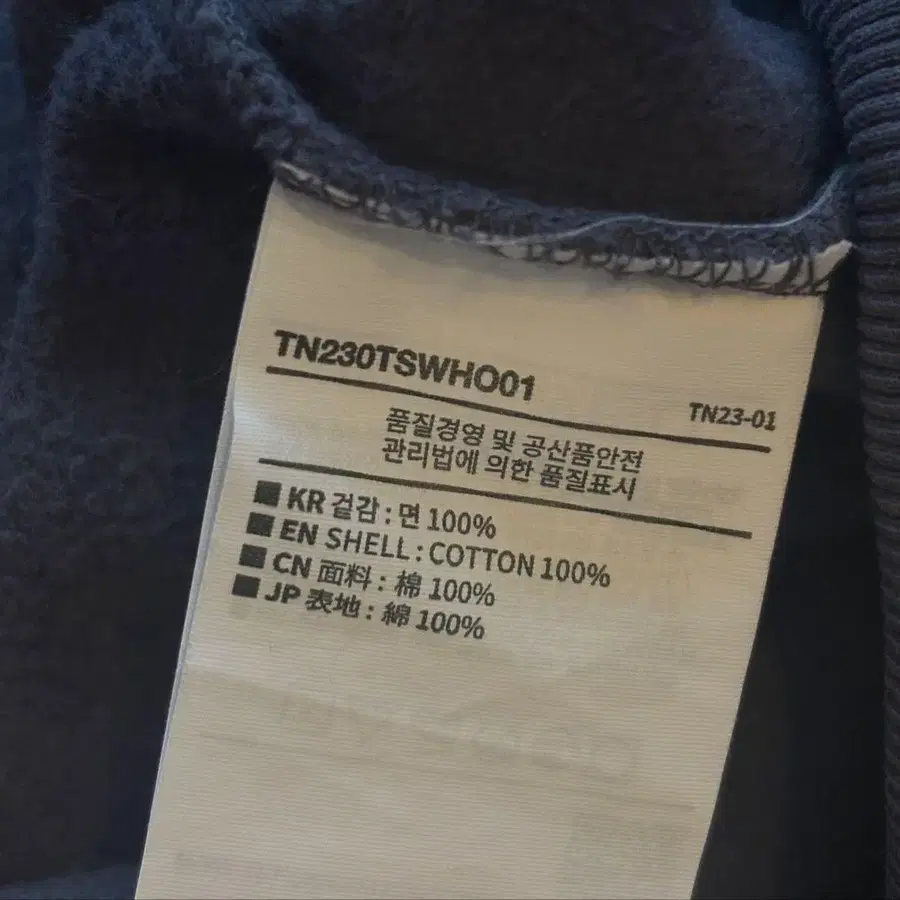 TN230TSWHO01
TN23-01
품질경영 및 공산품안전
관리법에 의한 품질표시
■ KR 겉감 : 면 100%
■ EN SHELL : COTTON 100%
■ CN 面料 : 棉 100%
■ JP 表地 : 綿 100%